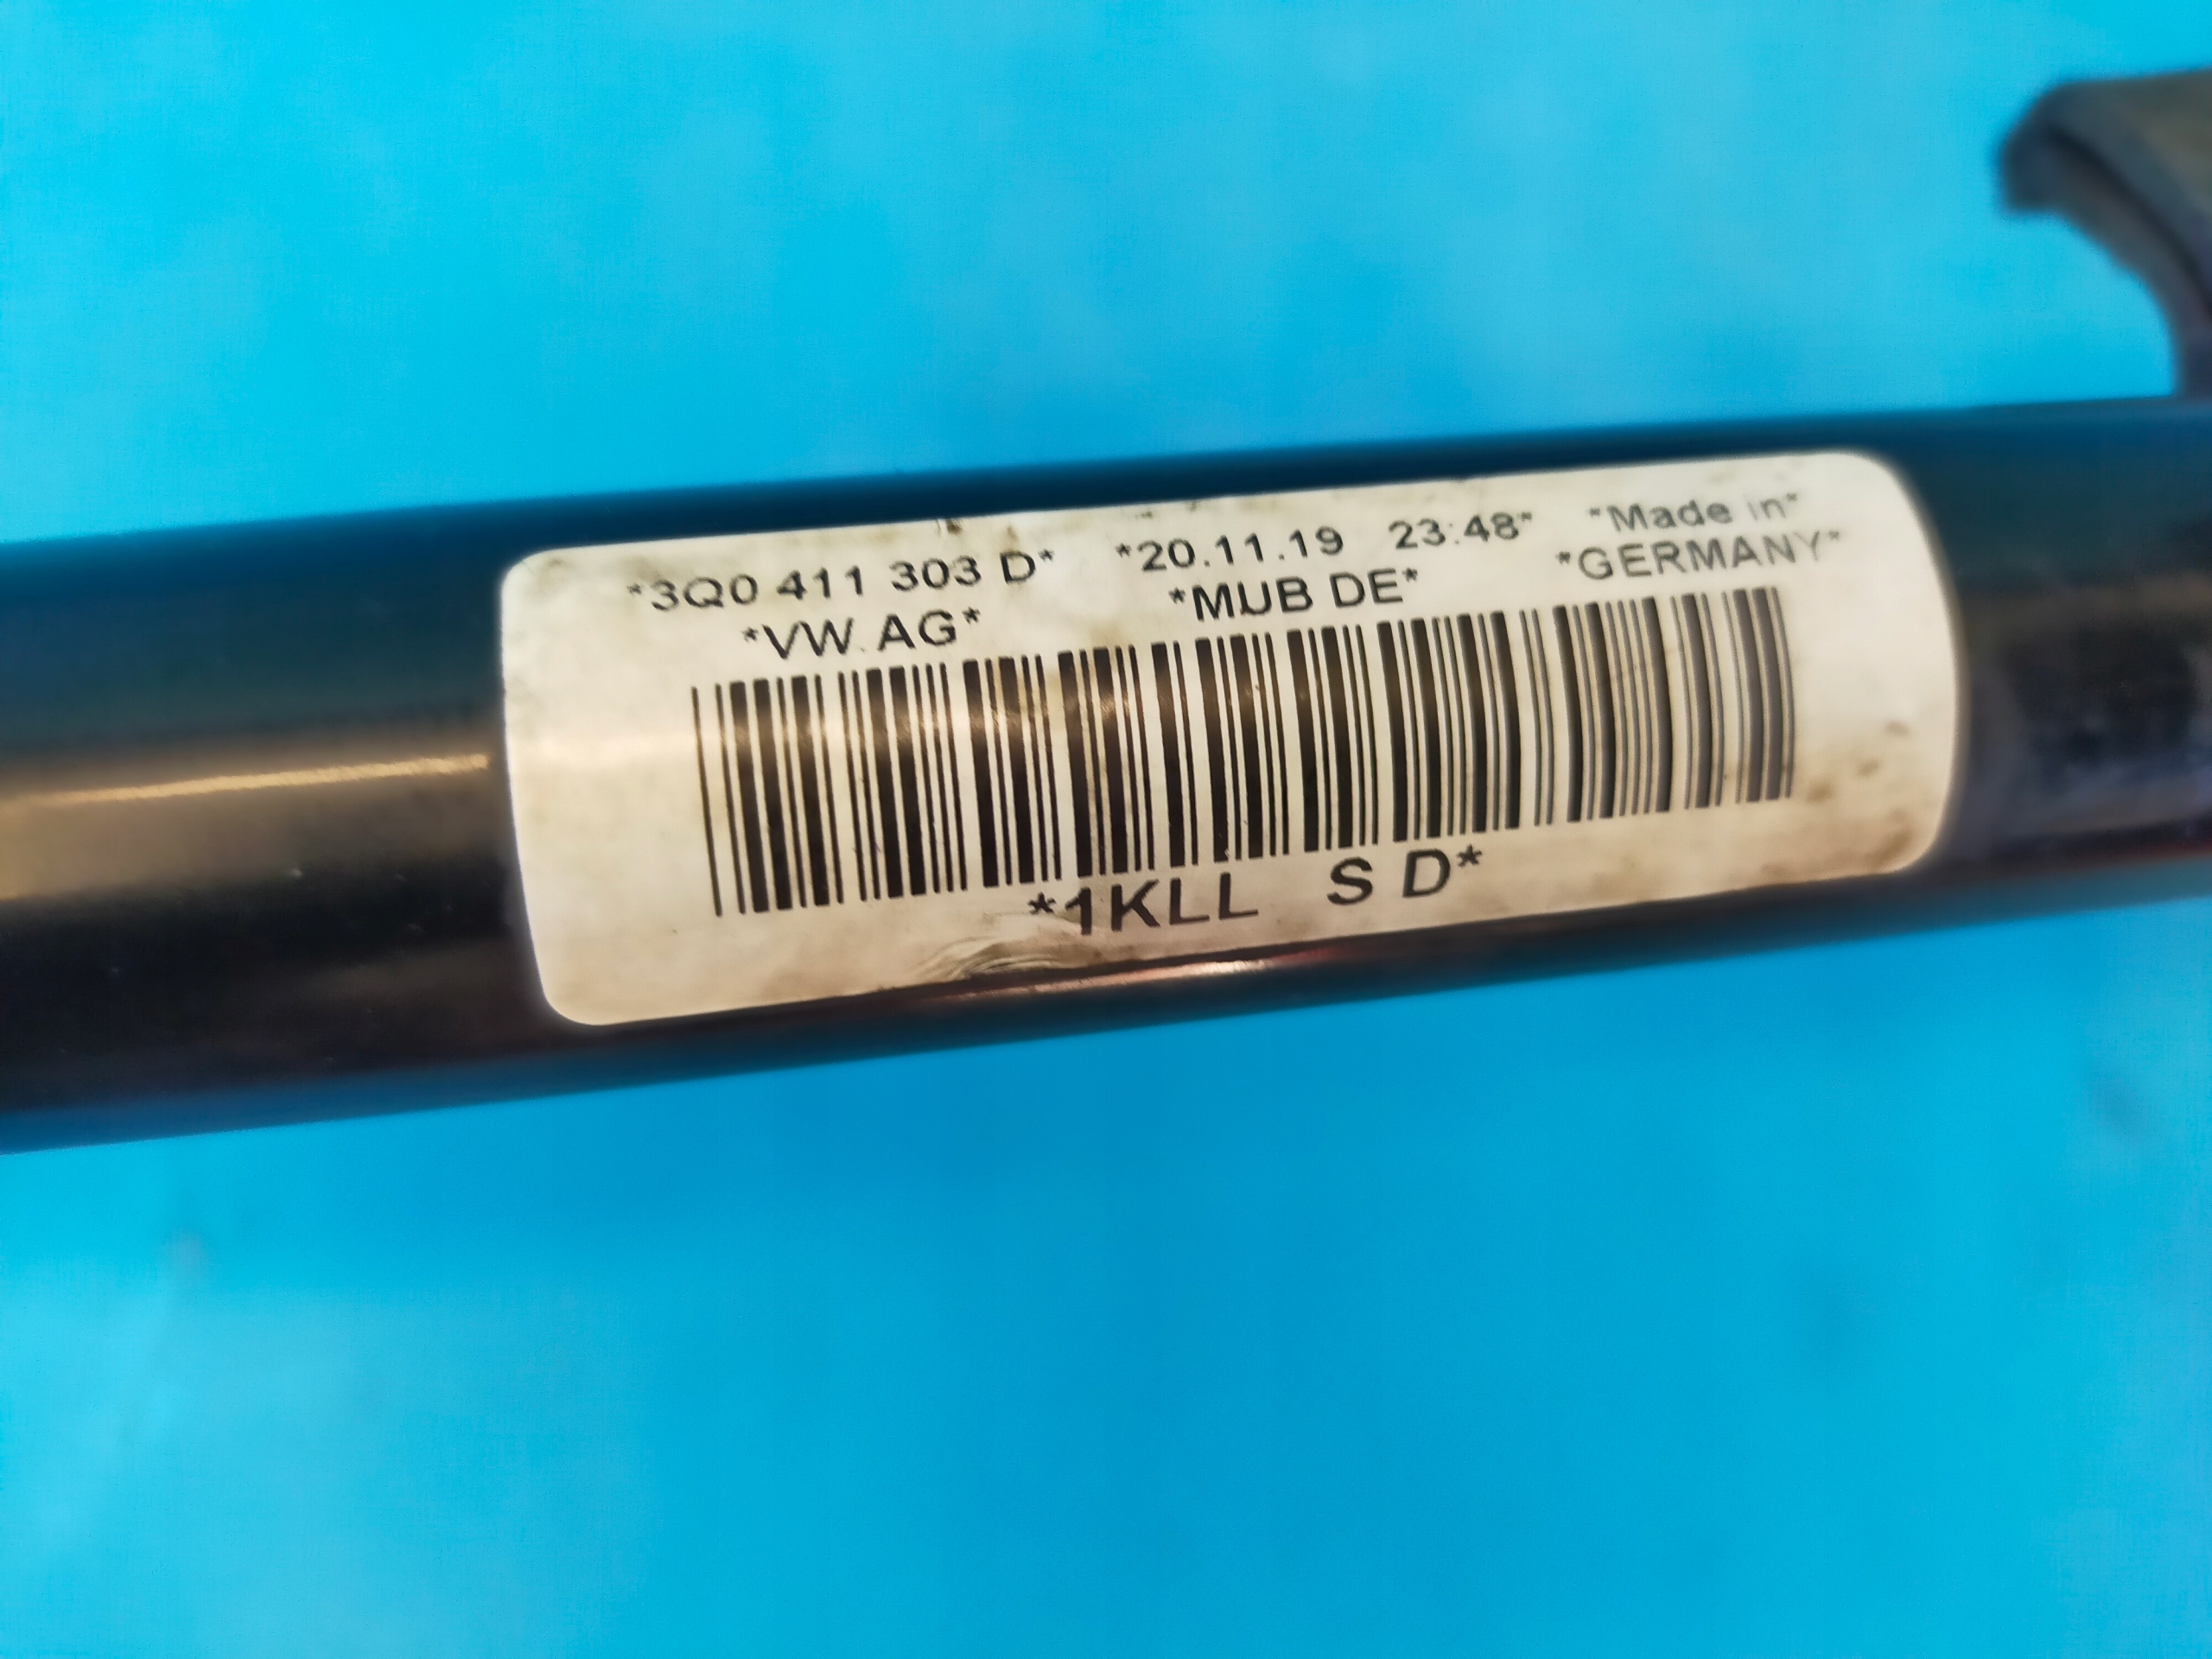 *3Q0 411 303 D* *20.11.19 23:48* *Made in*
*VW. AG* *MUB DE* *GERMANY*
*1KLL S D*